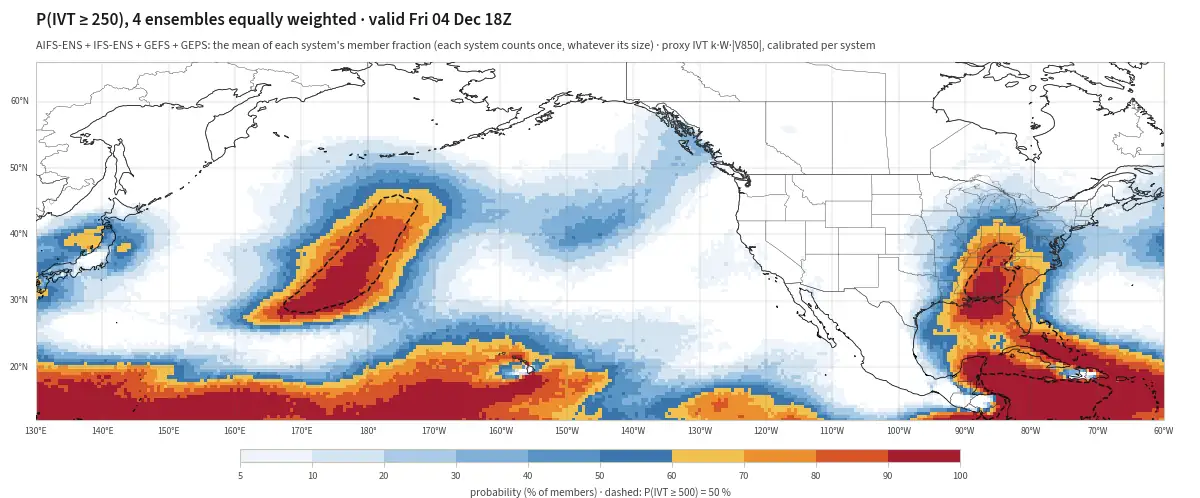 P(IVT ≥ 250), 4 ensembles equally weighted · valid Fri 04 Dec 18Z
AIFS-ENS + IFS-ENS + GEFS + GEPS: the mean of each system's member fraction (each system counts once, whatever its size) · proxy IVT k·W·|V850|, calibrated per system
60°N
50°N
40°N
30°N
20°N
130°E 140°E 150°E 160°E 170°E 180° 170°W 160°W 150°W 140°W 130°W 120°W 110°W 100°W 90°W 80°W 70°W 60°W
5 10 20 30 40 50 60 70 80 90 100
probability (% of members) · dashed: P(IVT ≥ 500) = 50 %